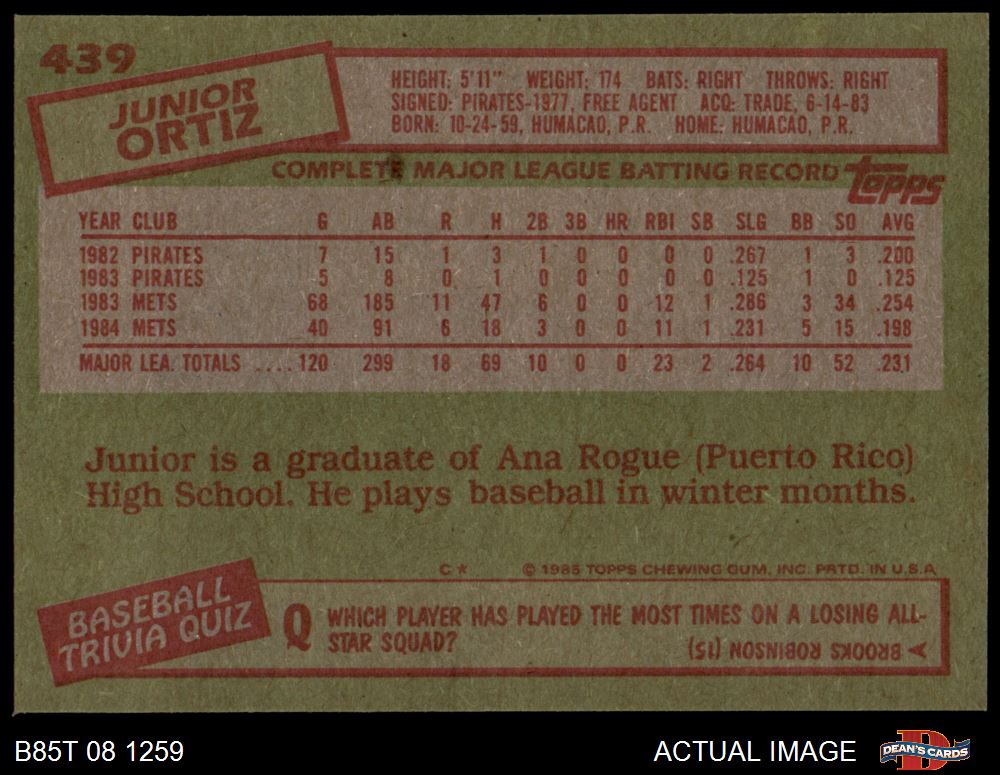 439
JUNIOR
ORTIZ
HEIGHT: 5'11" WEIGHT: 174 BATS: RIGHT THROWS: RIGHT
SIGNED: PIRATES-1977, FREE AGENT ACQ: TRADE, 6-14-83
BORN: 10-24-59, HUMACAO, P.R. HOME: HUMACAO, P.R.
COMPLETE MAJOR LEAGUE BATTING RECORD topps
YEAR CLUB G AB R H 2B 3B HR RBI SB SLG BB SO AVG
1982 PIRATES 7 15 1 3 1 0 0 0 0 .267 1 3 .200
1983 PIRATES 5 8 0 1 0 0 0 0 0 .125 1 0 .125
1983 METS 68 185 11 47 6 0 0 12 1 .286 3 34 .254
1984 METS 40 91 6 18 3 0 0 11 1 .231 5 15 .198
MAJOR LEA. TOTALS ....120 299 18 69 10 0 0 23 2 .264 10 52 .231
Junior is a graduate of Ana Rogue (Puerto Rico)
High School. He plays baseball in winter months.
C* © 1985 TOPPS CHEWING GUM, INC. PRTD. IN U.S.A.
BASEBALL
TRIVIA QUIZ
Q WHICH PLAYER HAS PLAYED THE MOST TIMES ON A LOSING ALL-
STAR SQUAD?
A BROOKS ROBINSON (15)
B85T 08 1259
ACTUAL IMAGE
D
DEAN'S CARDS